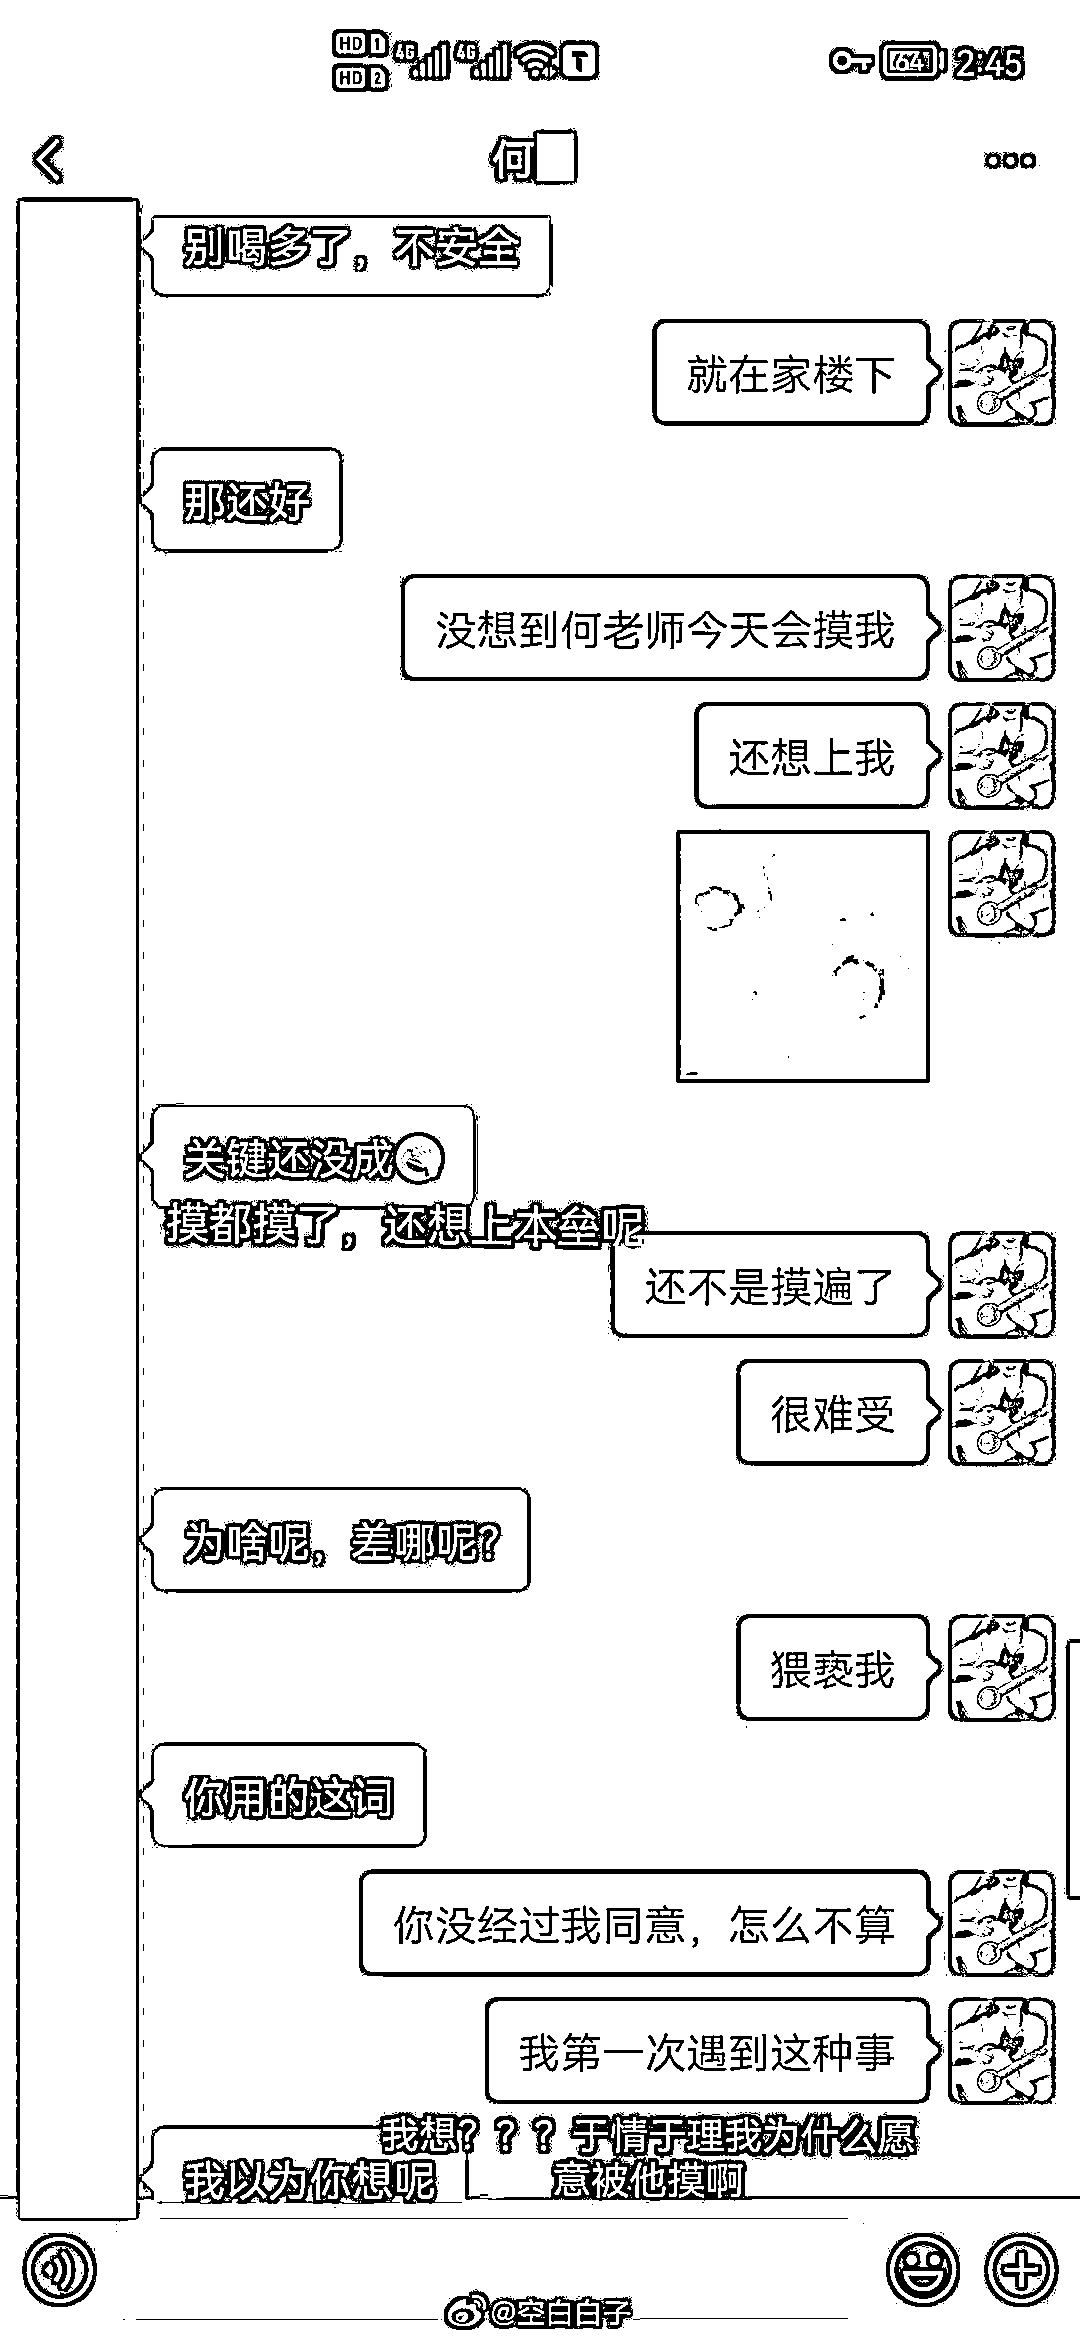 HD 1 4G 4G T 64 2:45
HD 2
何
别喝多了，不安全
就在家楼下
那还好
没想到何老师今天会摸我
还想上我
关键还没成
摸都摸了，还想上本垒呢
还不是摸遍了
很难受
为啥呢，差哪呢？
猥亵我
你用的这词
你没经过我同意，怎么不算
我第一次遇到这种事
我想？？？于情于理我为什么愿
我以为你想呢
意被他摸啊
@空白白子